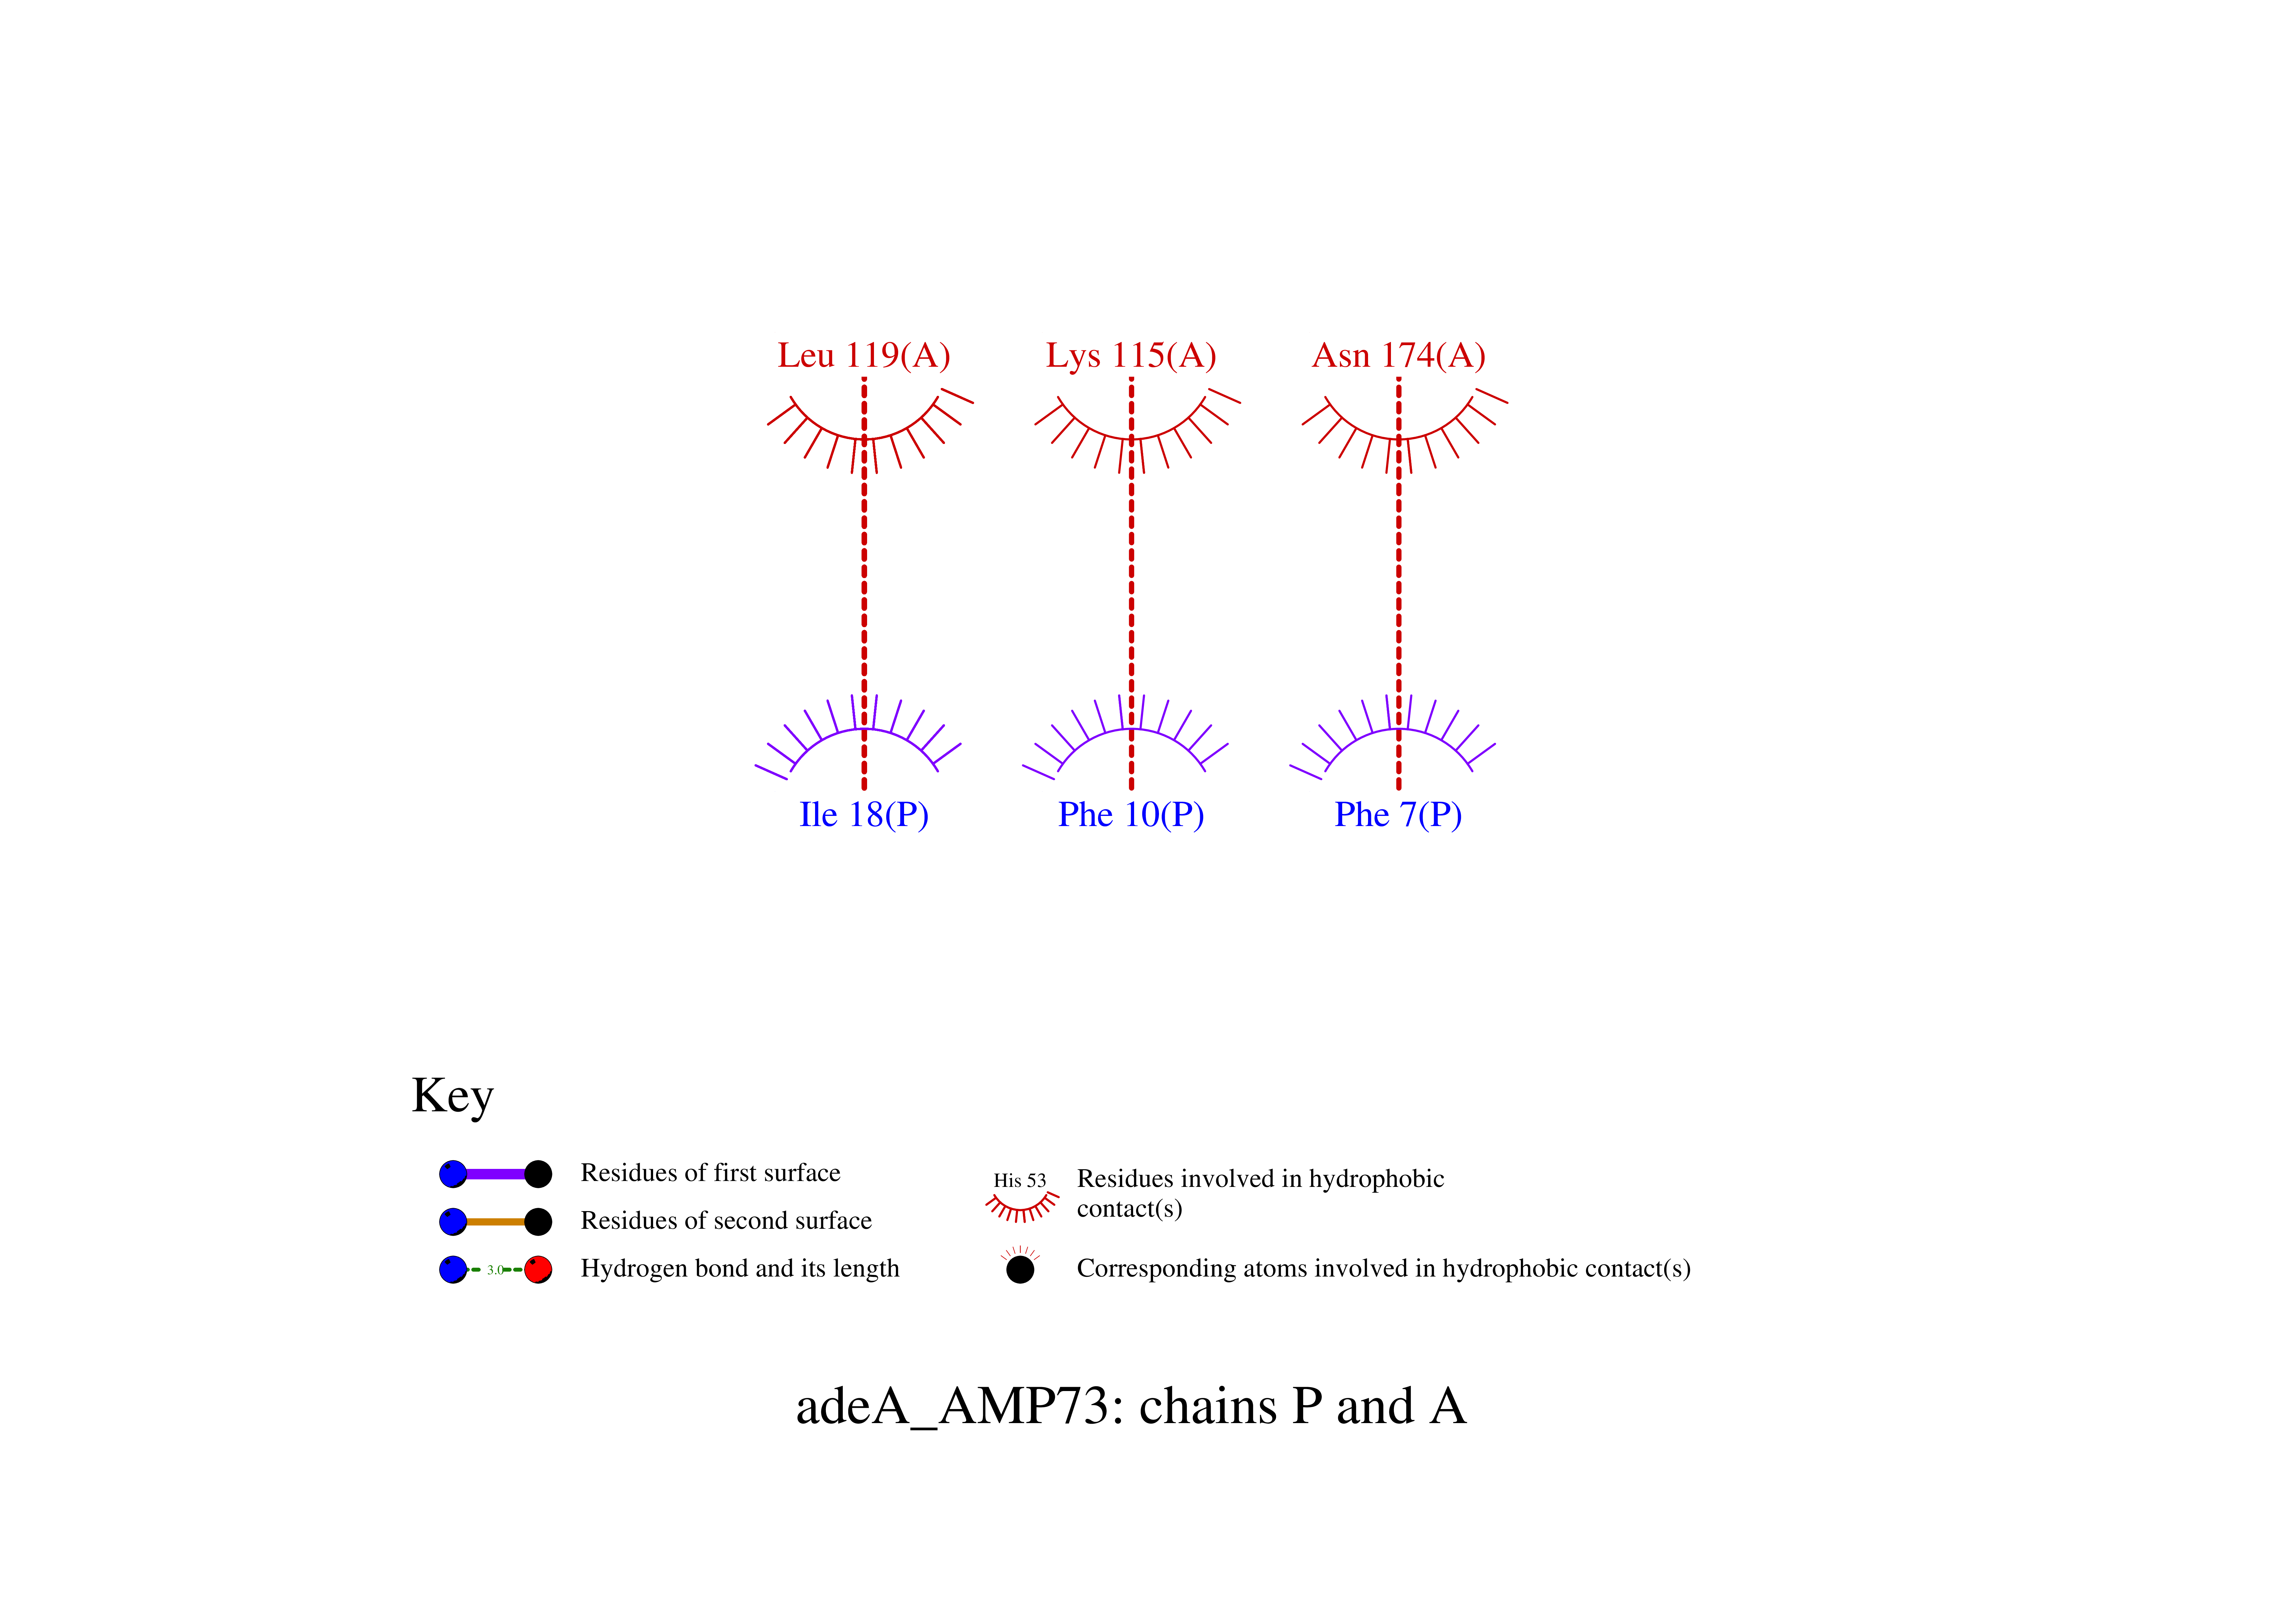 Leu 119(A) Lys 115(A) Asn 174(A)
Ile 18(P) Phe 10(P) Phe 7(P)
Key
Residues of first surface
Residues of second surface
3.0 Hydrogen bond and its length
His 53 Residues involved in hydrophobic
contact(s)
Corresponding atoms involved in hydrophobic contact(s)
adeA_AMP73: chains P and A